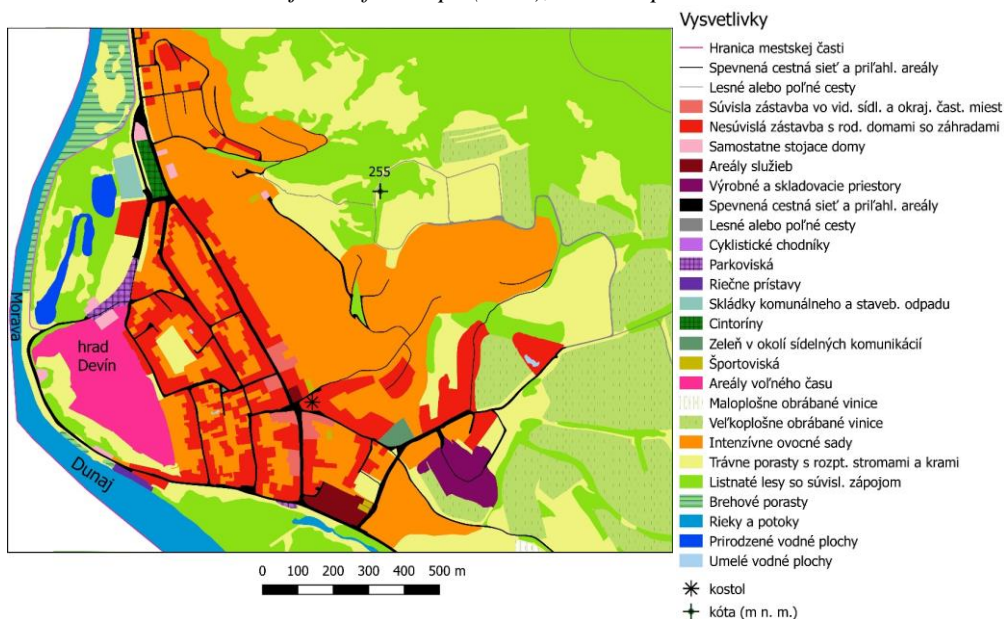 Vysvetlivky
Hranica mestskej časti
Spevnená cestná sieť a priľahl. areály
Lesné alebo poľné cesty
Súvisla zástavba vo vid. sídl. a okraj. časť. miest
Nesúvislá zástavba s rod. domami so záhradami
Samostatne stojace domy
Areály služieb
Výrobné a skladovacie priestory
Spevnená cestná sieť a priľahl. areály
Lesné alebo poľné cesty
Cyklistické chodníky
Parkoviská
Riečne prístavy
Skládky komunálneho a staveb. odpadu
Cintoríny
Zeleň v okolí sídelných komunikácií
Športoviská
Areály voľného času
Maloplošne obrábané vinice
Veľkoplošne obrábané vinice
Intenzívne ovocné sady
Trávne porasty s rozpt. stromami a krami
Listnaté lesy so súvisl. zápojom
Brehové porasty
Rieky a potoky
Prirodzené vodné plochy
Umelé vodné plochy
kostol
kóta (m n. m.)
255
Morava
hrad
Devín
Dunaj
0 100 200 300 400 500 m